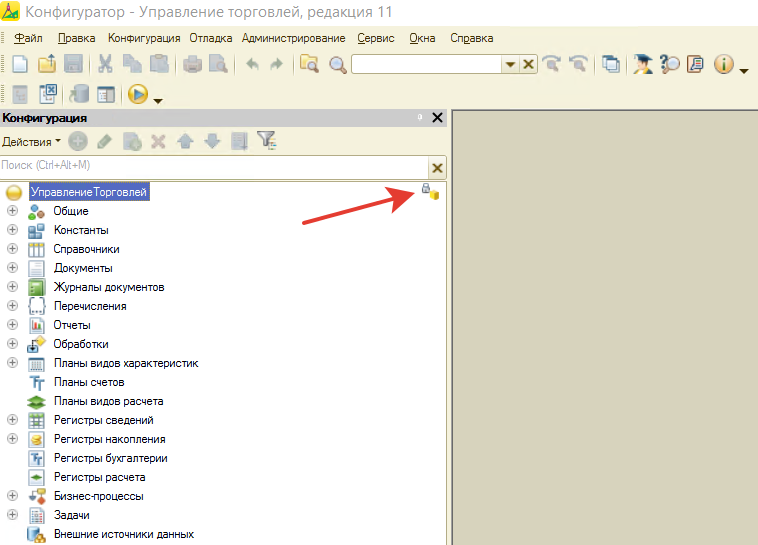 Конфигуратор - Управление торговлей, редакция 11
Файл Правка Конфигурация Отладка Администрирование Сервис Окна Справка
Конфигурация
Действия
Поиск (Ctrl+Alt+M)
УправлениеТорговлей
Общие
Константы
Справочники
Документы
Журналы документов
Перечисления
Отчеты
Обработки
Планы видов характеристик
Планы счетов
Планы видов расчета
Регистры сведений
Регистры накопления
Регистры бухгалтерии
Регистры расчета
Бизнес-процессы
Задачи
Внешние источники данных